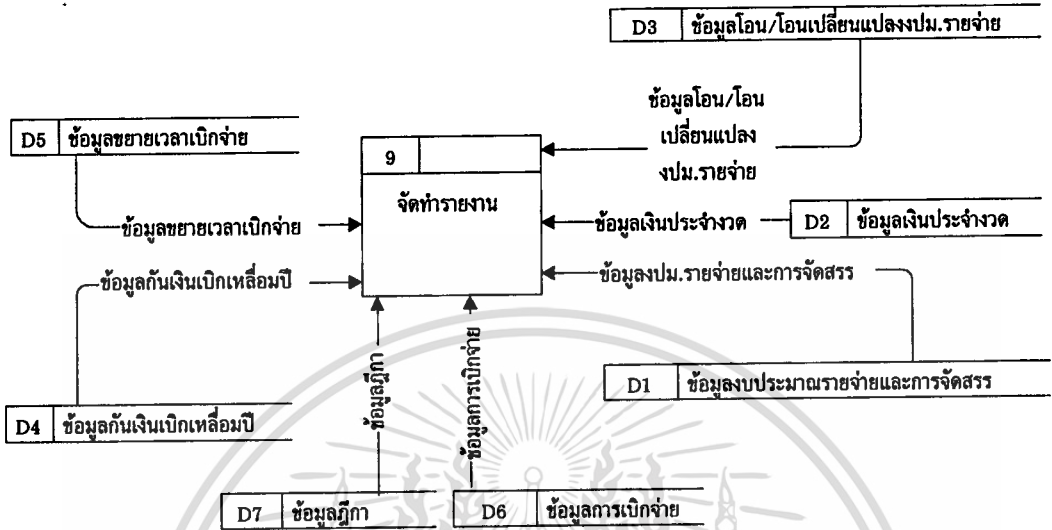 D3 ข้อมูลโอน/โอนเปลี่ยนแปลงงปม.รายจ่าย
ข้อมูลโอน/โอน
เปลี่ยนแปลง
งปม.รายจ่าย
D5 ข้อมูลขยายเวลาเบิกจ่าย
9
จัดทำรายงาน
ข้อมูลขยายเวลาเบิกจ่าย
ข้อมูลเงินประจำงวด
D2 ข้อมูลเงินประจำงวด
ข้อมูลกันเงินเบิกเหลื่อมปี
ข้อมูลงปม.รายจ่ายและการจัดสรร
ข้อมูลฎีกา
ข้อมูลการเบิกจ่าย
D1 ข้อมูลงบประมาณรายจ่ายและการจัดสรร
D4 ข้อมูลกันเงินเบิกเหลื่อมปี
D7 ข้อมูลฎีกา
D6 ข้อมูลการเบิกจ่าย